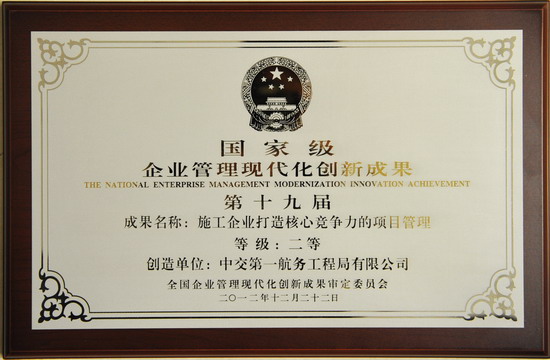 国家级
企业管理现代化创新成果
THE NATIONAL ENTERPRISE MANAGEMENT MODERNIZATION INNOVATION ACHIEVEMENT
第十九届
成果名称：施工企业打造核心竞争力的项目管理
等级：二等
创造单位：中交第一航务工程局有限公司
全国企业管理现代化创新成果审定委员会
二〇一二年十二月二十二日